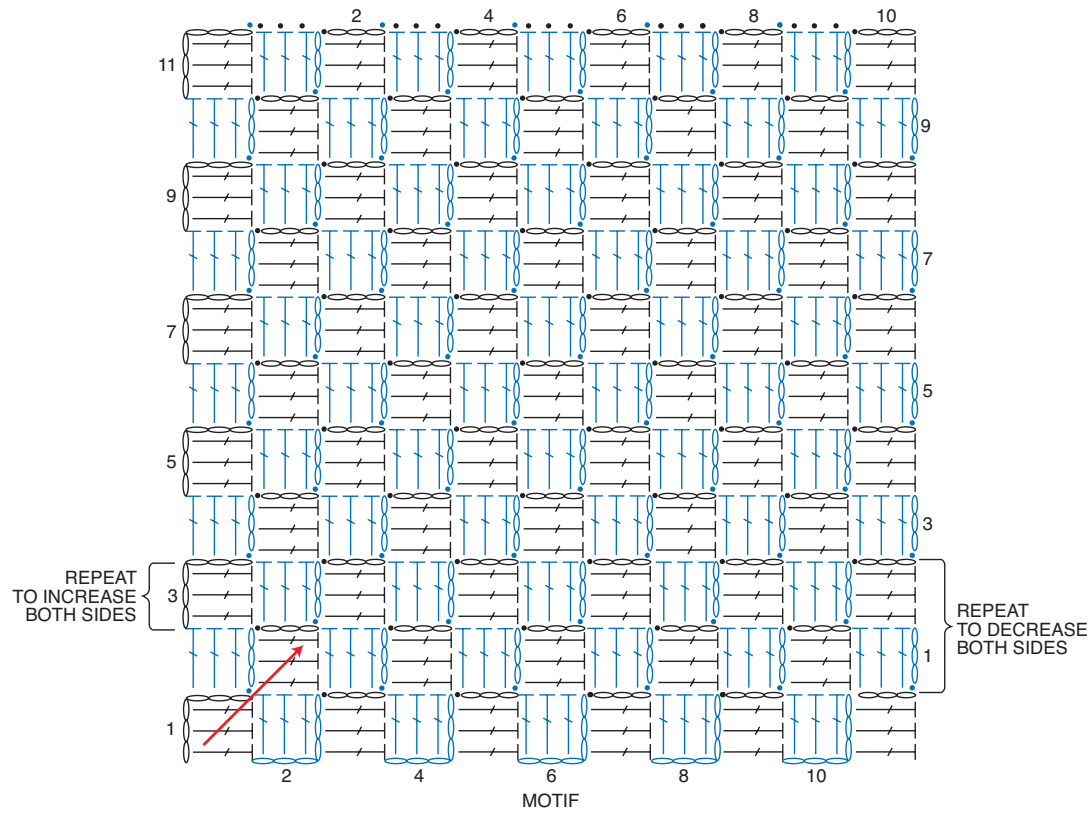 2 4 6 8 10
11
9
9
7
7
5
5
3
REPEAT
TO INCREASE
BOTH SIDES
3
REPEAT
TO DECREASE
BOTH SIDES
1
1
2 4 6 8 10
MOTIF